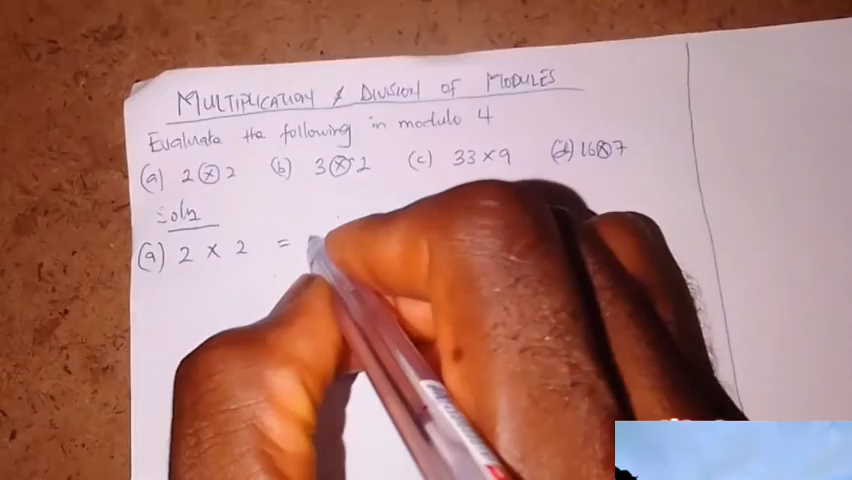 MULTIPLICATION & DIVISION OF MODULES
Evaluate the following in modulo 4
(a) 2 ⊗ 2 (b) 3 ⊗ 2 (c) 33 × 9 (d) 16 ⊗ 7
Soln
(a) 2 × 2 =